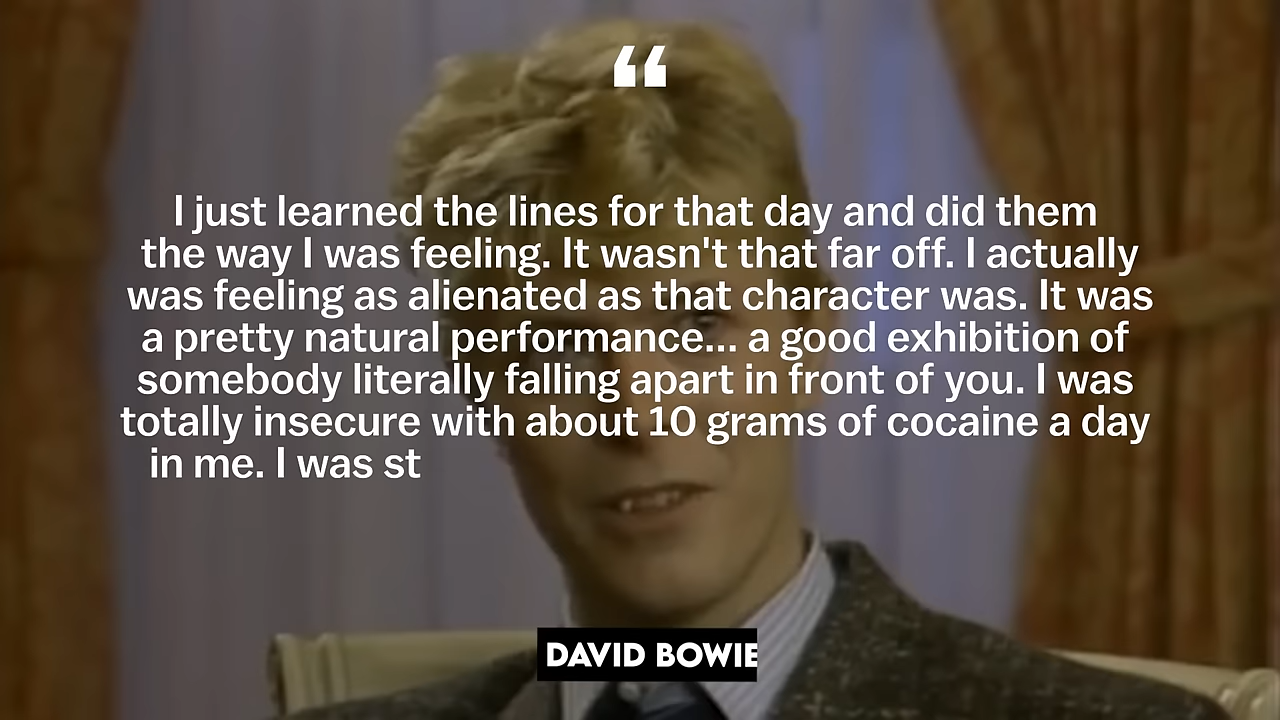 “
I just learned the lines for that day and did them
the way I was feeling. It wasn't that far off. I actually
was feeling as alienated as that character was. It was
a pretty natural performance... a good exhibition of
somebody literally falling apart in front of you. I was
totally insecure with about 10 grams of cocaine a day
in me. I was st
DAVID BOWIE